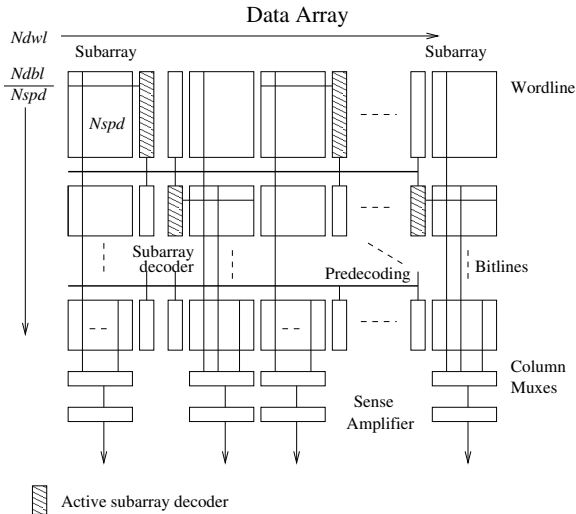 Data Array
Ndwl
Subarray
Subarray
Ndbl
Nspd
Wordline
Nspd
Subarray
decoder
Predecoding
Bitlines
Column
Muxes
Sense
Amplifier
Active subarray decoder